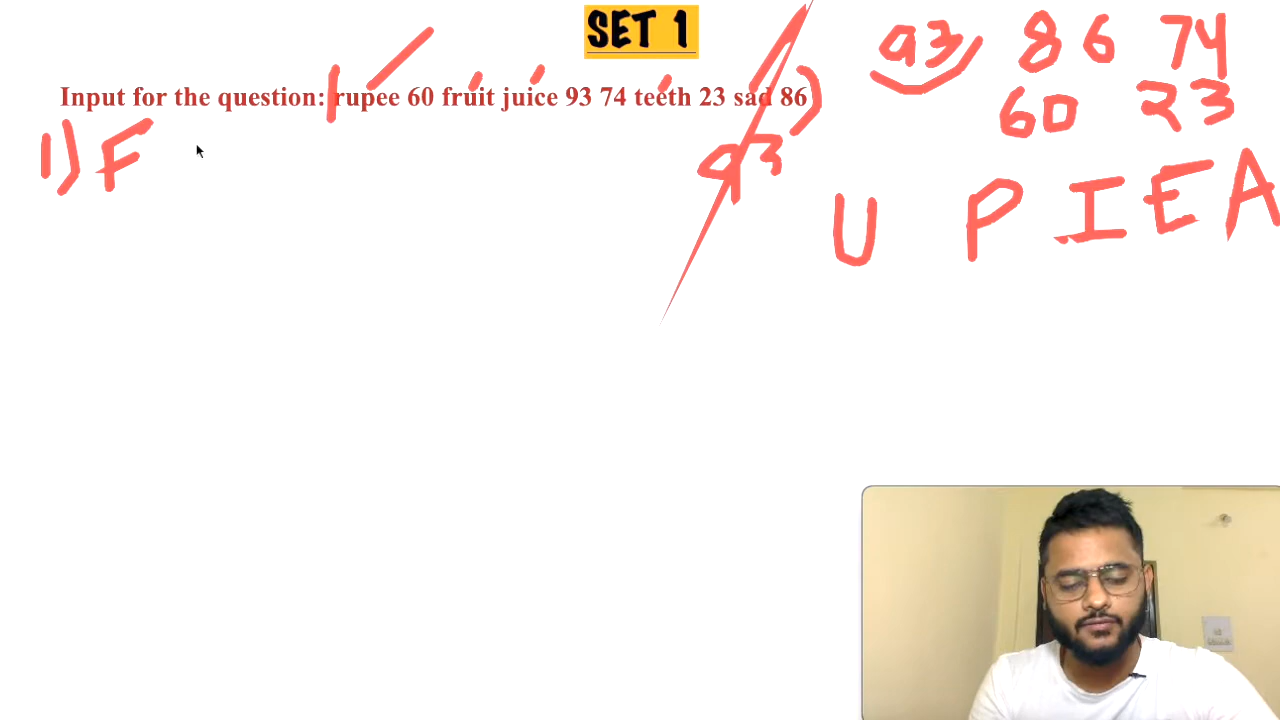 SET 1
93 86 74
Input for the question: rupee 60 fruit juice 93 74 teeth 23 sad 86
60 23
1) F
93
U P I E A